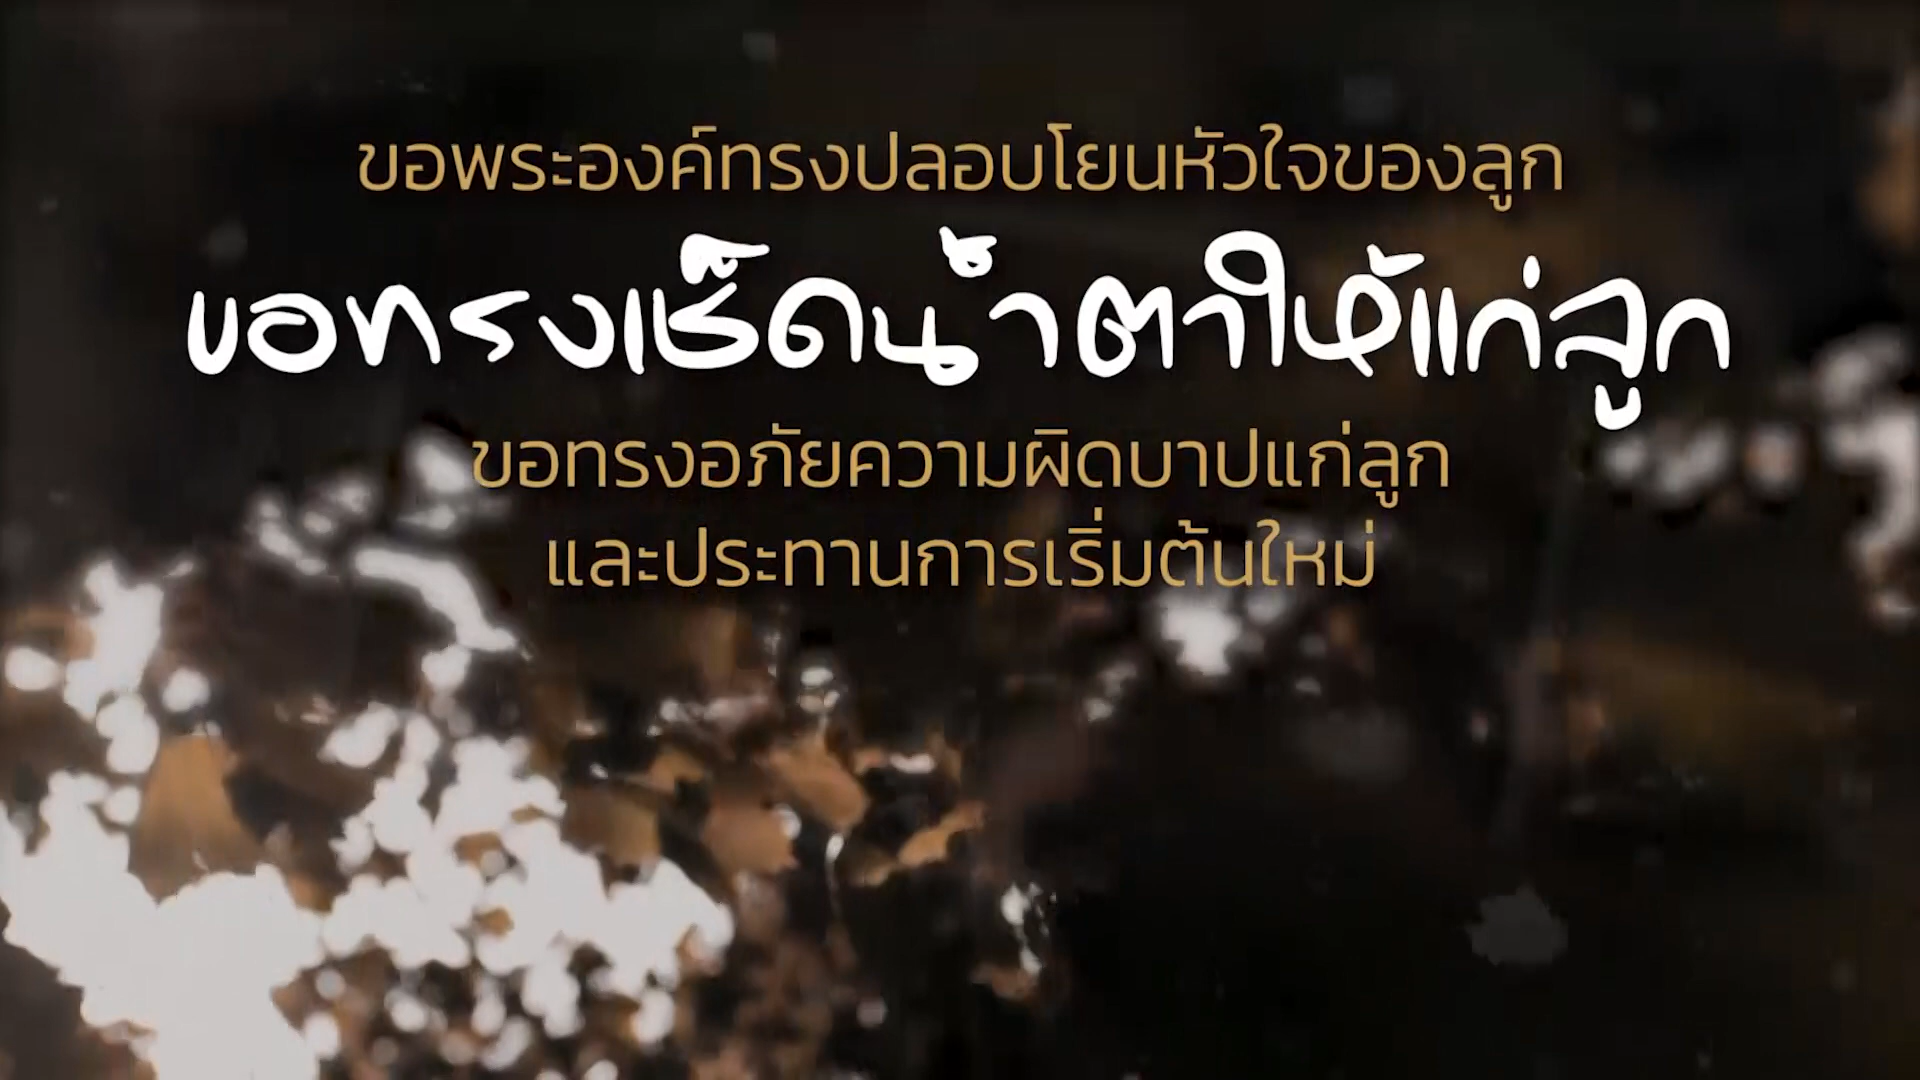 ขอพระองค์ทรงปลอบโยนหัวใจของลูก
ขอทรงเช็ดน้ำตาให้แก่ลูก
ขอทรงอภัยความผิดบาปแก่ลูก
และประทานการเริ่มต้นใหม่